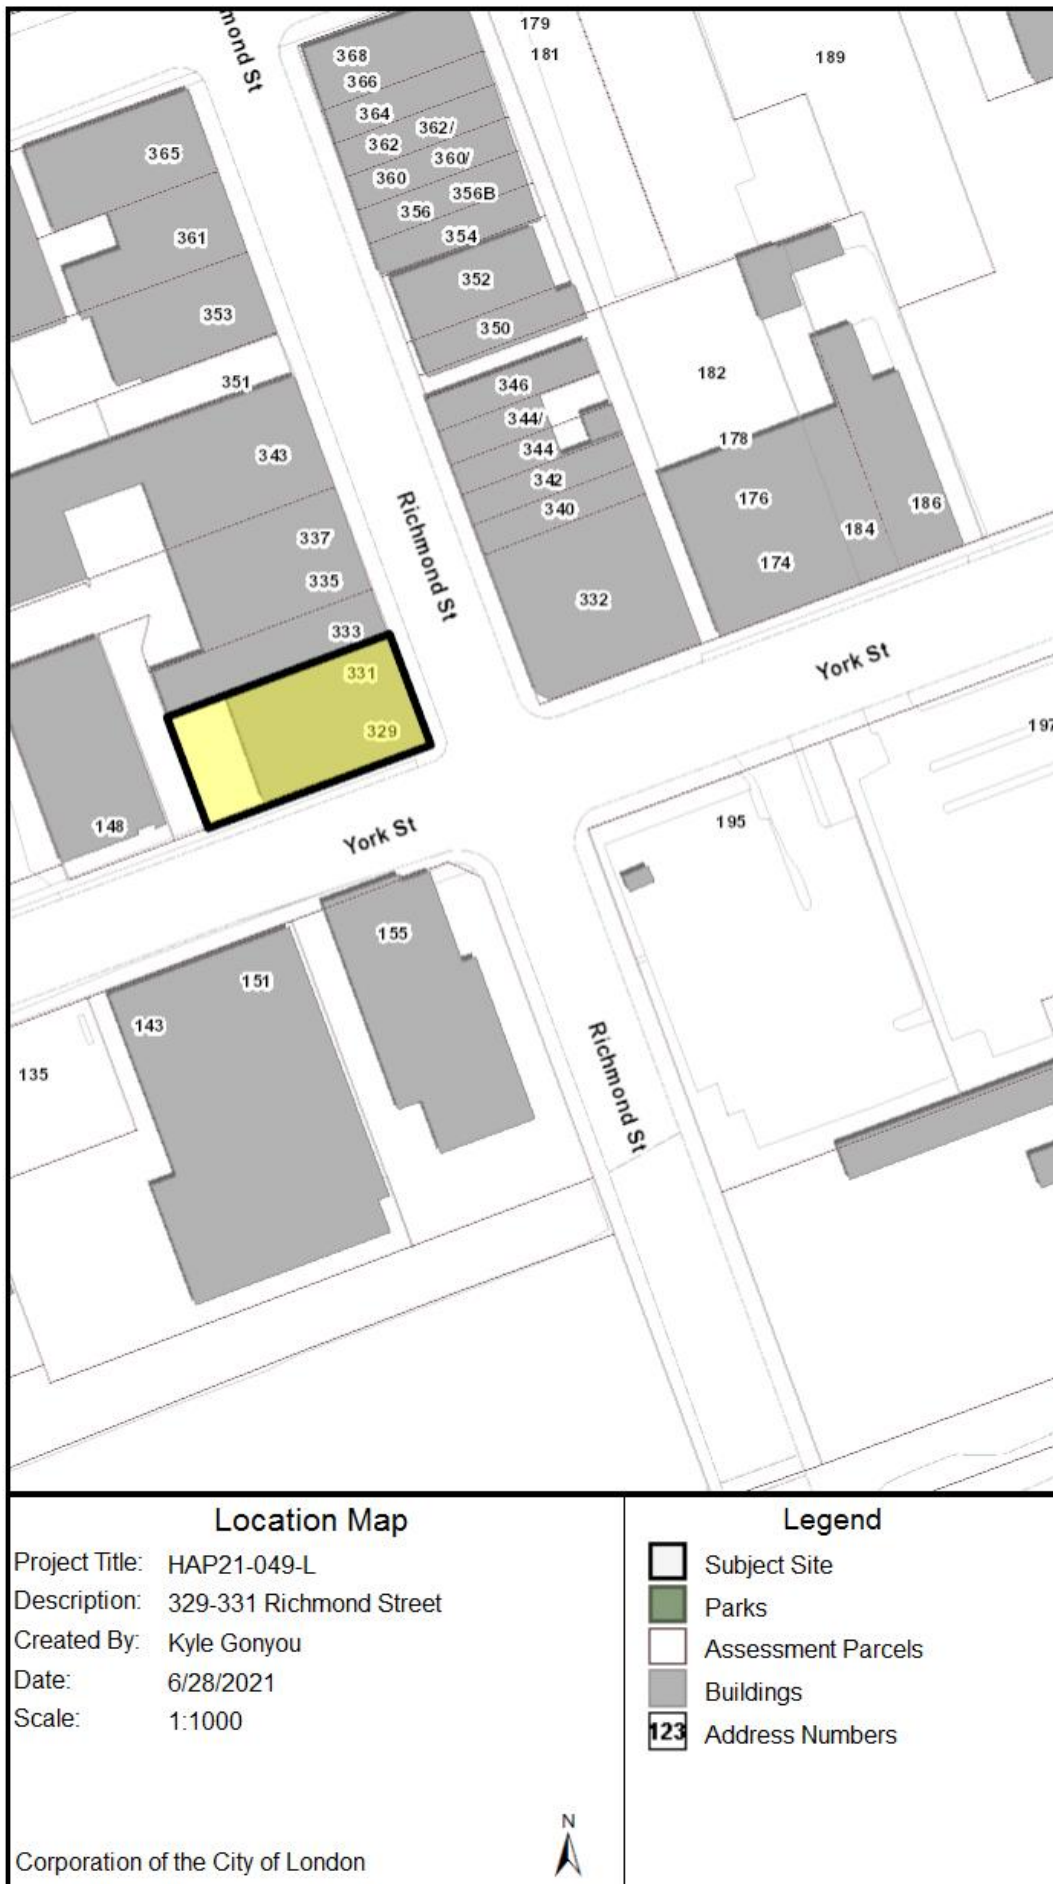 mond St
179
181
189
368
366
364
362/
362
360/
360
356B
356
354
352
350
365
361
353
351
343
337
335
333
331
329
346
344/
344
342
340
332
182
178
176
174
184
186
Richmond St
York St
197
195
148
York St
155
151
143
135
Richmond St
Location Map
Project Title: HAP21-049-L
Description: 329-331 Richmond Street
Created By: Kyle Gonyou
Date: 6/28/2021
Scale: 1:1000
N
Corporation of the City of London
Legend
Subject Site
Parks
Assessment Parcels
Buildings
123 Address Numbers